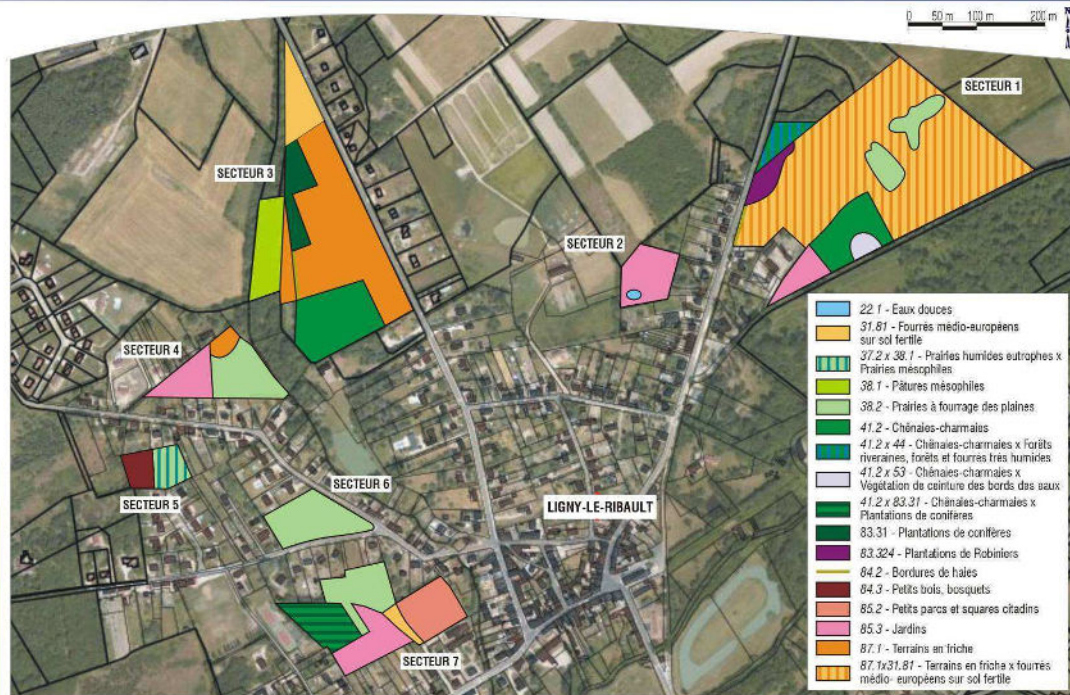 0 50 m 100 m 200 m
N
SECTEUR 1
SECTEUR 3
SECTEUR 2
SECTEUR 4
SECTEUR 5
SECTEUR 6
LIGNY-LE-RIBAULT
SECTEUR 7
22.1 - Eaux douces
31.81 - Fourrés médio-européens
sur sol fertile
37.2 x 38.1 - Prairies humides eutrophes x
Prairies mésophiles
38.1 - Pâtures mésophiles
38.2 - Prairies à fourrage des plaines
41.2 - Chênaies-charmaies
41.2 x 44 - Chênaies-charmaies x Forêts
riveraines, forêts et fourrés très humides
41.2 x 53 - Chênaies-charmaies x
Végétation de ceinture des bords des eaux
41.2 x 83.31 - Chênaies-charmaies x
Plantations de conifères
83.31 - Plantations de conifères
83.324 - Plantations de Robiniers
84.2 - Bordures de haies
84.3 - Petits bois, bosquets
85.2 - Petits parcs et squares citadins
85.3 - Jardins
87.1 - Terrains en friche
87.1x31.81 - Terrains en friche x fourrés
médio- européens sur sol fertile